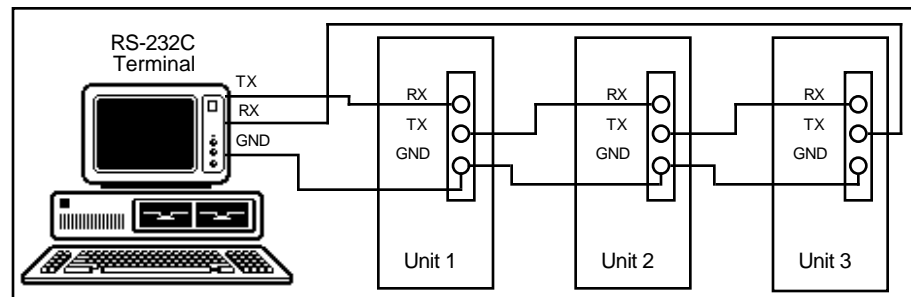 RS-232C
Terminal
TX
RX
GND
RX
TX
GND
Unit 1
RX
TX
GND
Unit 2
RX
TX
GND
Unit 3